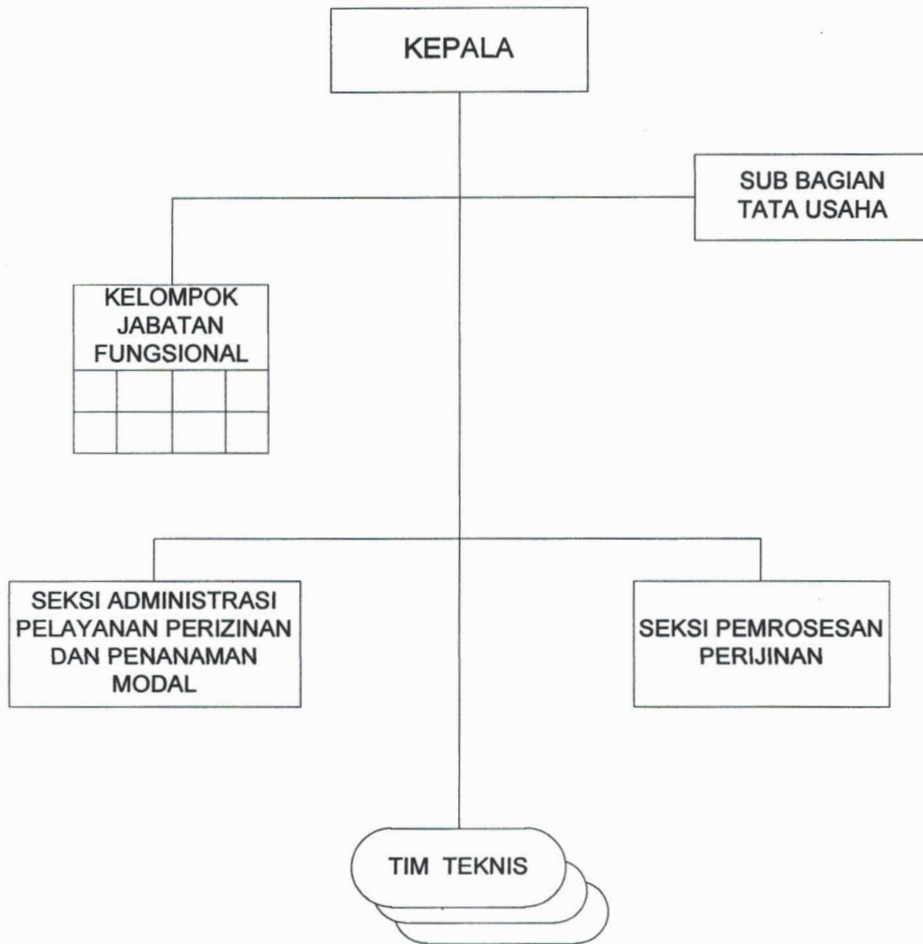 KEPALA
SUB BAGIAN
TATA USAHA
KELOMPOK
JABATAN
FUNGSIONAL
SEKSI ADMINISTRASI
PELAYANAN PERIZINAN
DAN PENANAMAN
MODAL
SEKSI PEMROSESAN
PERIJINAN
TIM TEKNIS